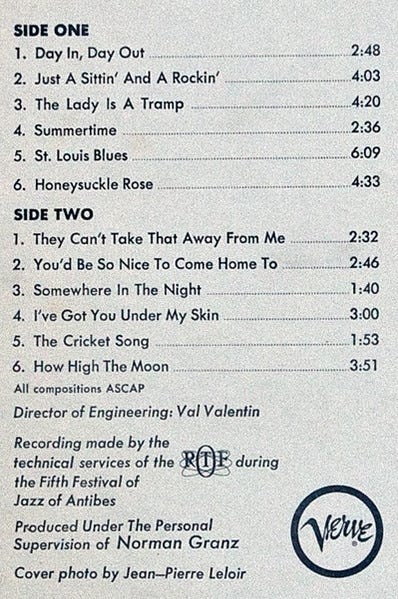 SIDE ONE
1. Day In, Day Out 2:48
2. Just A Sittin' And A Rockin' 4:03
3. The Lady Is A Tramp 4:20
4. Summertime 2:36
5. St. Louis Blues 6:09
6. Honeysuckle Rose 4:33
SIDE TWO
1. They Can't Take That Away From Me 2:32
2. You'd Be So Nice To Come Home To 2:46
3. Somewhere In The Night 1:40
4. I've Got You Under My Skin 3:00
5. The Cricket Song 1:53
6. How High The Moon 3:51
All compositions ASCAP
Director of Engineering: Val Valentin
Recording made by the
technical services of the RTF during
the Fifth Festival of
Jazz of Antibes
Produced Under The Personal
Supervision of Norman Granz
Cover photo by Jean–Pierre Leloir
Verve